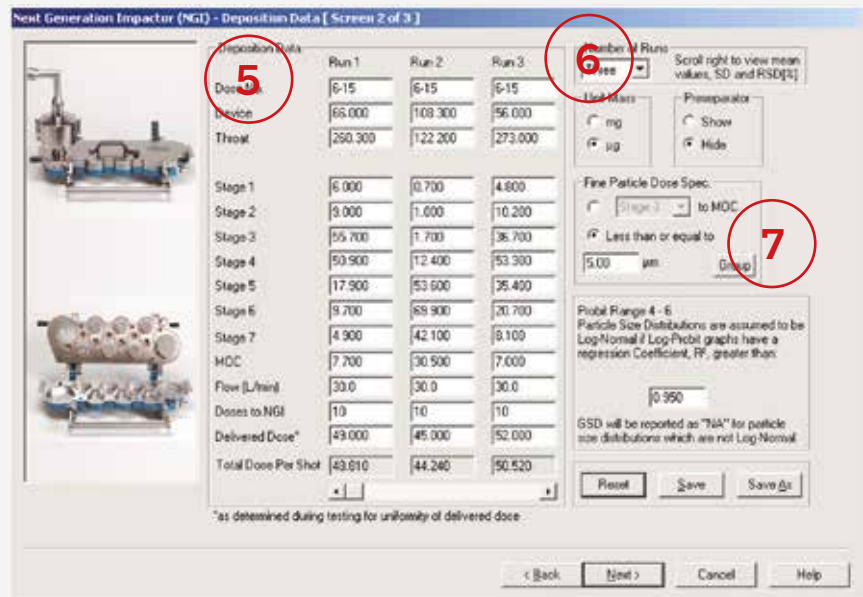 Next Generation Impactor (NGI) - Deposition Data [ Screen 2 of 3 ]
Deposition Data
5
Run 1 Run 2 Run 3
Dose 6-15 6-15 6-15
Device 66.000 108.300 56.000
Throat 260.300 122.200 273.000
Stage 1 6.000 0.700 4.800
Stage 2 9.000 1.000 10.200
Stage 3 55.700 1.700 36.700
Stage 4 50.900 12.400 53.300
Stage 5 17.900 53.600 35.400
Stage 6 9.700 69.900 20.700
Stage 7 4.900 42.100 8.100
MOC 7.700 30.500 7.000
Flow (L/min) 30.0 30.0 30.0
Doses to NGI 10 10 10
Delivered Dose* 49.000 45.000 52.000
Total Dose Per Shot 48.810 44.240 50.520
*as determined during testing for uniformity of delivered dose
Number of Runs
6
Scroll right to view mean
values, SD and RSD[%]
Unit Mass
mg
µg
Preseparator
Show
Hide
Fine Particle Dose Spec.
to MOC
Less than or equal to
5.00 µm Group
7
Probit Range 4 - 6
Particle Size Distributions are assumed to be
Log-Normal if Log-Probit graphs have a
regression Coefficient, R², greater than:
0.950
GSD will be reported as "NA" for particle
size distributions which are not Log-Normal
Reset Save Save As
< Back Next > Cancel Help